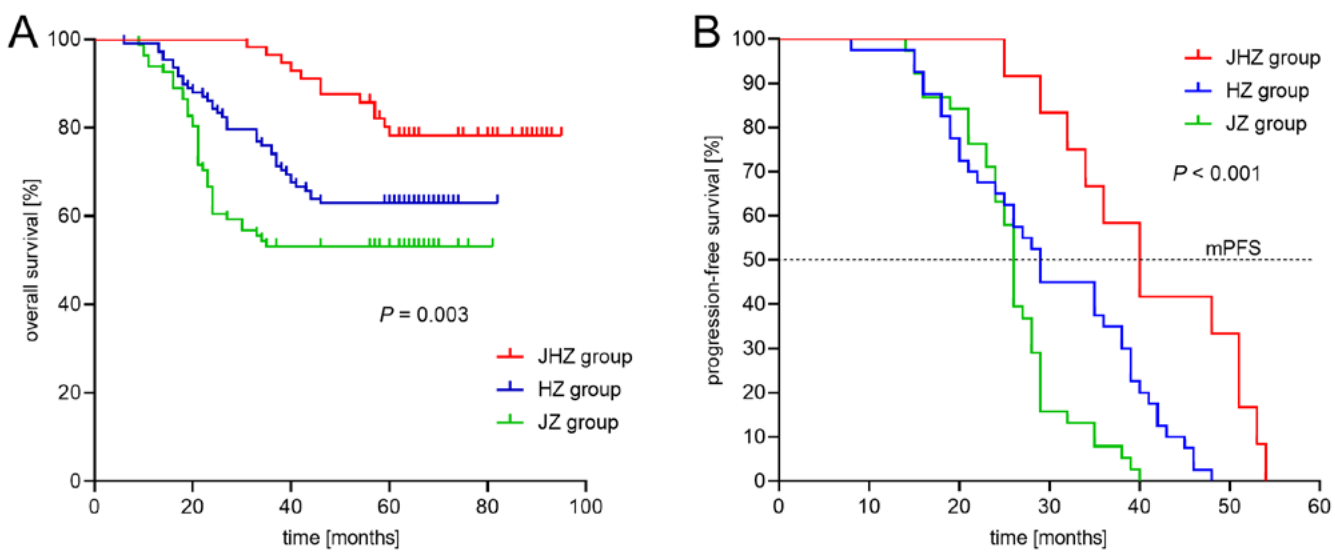 A
overall survival [%]
100
80
60
40
20
0
P = 0.003
JHZ group
HZ group
JZ group
0 20 40 60 80 100
time [months]
B
progression-free survival [%]
100
90
80
70
60
50
40
30
20
10
0
JHZ group
HZ group
JZ group
P < 0.001
mPFS
0 10 20 30 40 50 60
time [months]